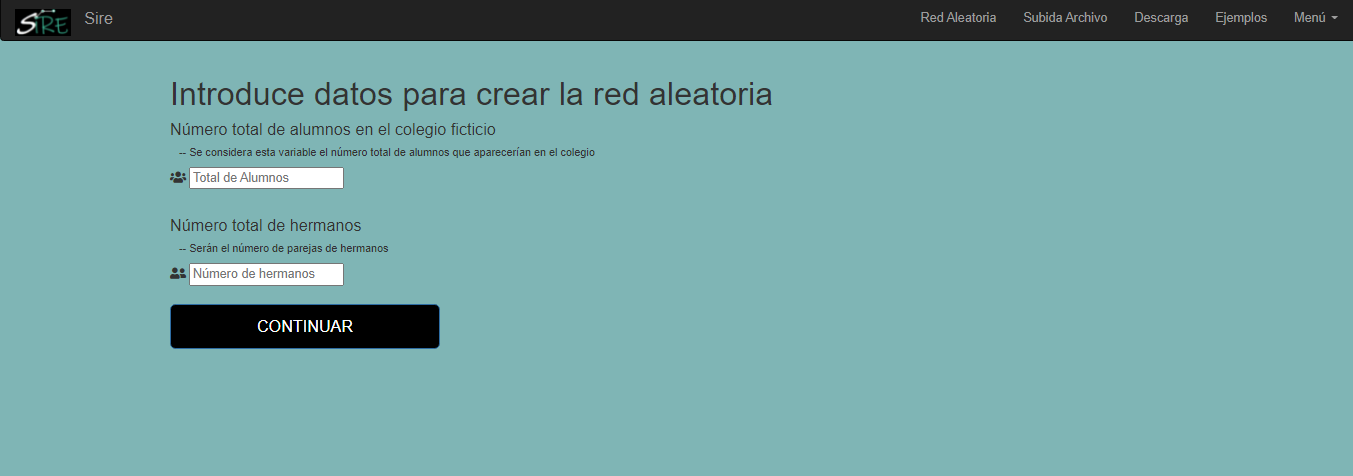 SiRE Sire Red Aleatoria Subida Archivo Descarga Ejemplos Menú
Introduce datos para crear la red aleatoria
Número total de alumnos en el colegio ficticio
-- Se considera esta variable el número total de alumnos que aparecerían en el colegio
Total de Alumnos
Número total de hermanos
-- Serán el número de parejas de hermanos
Número de hermanos
CONTINUAR